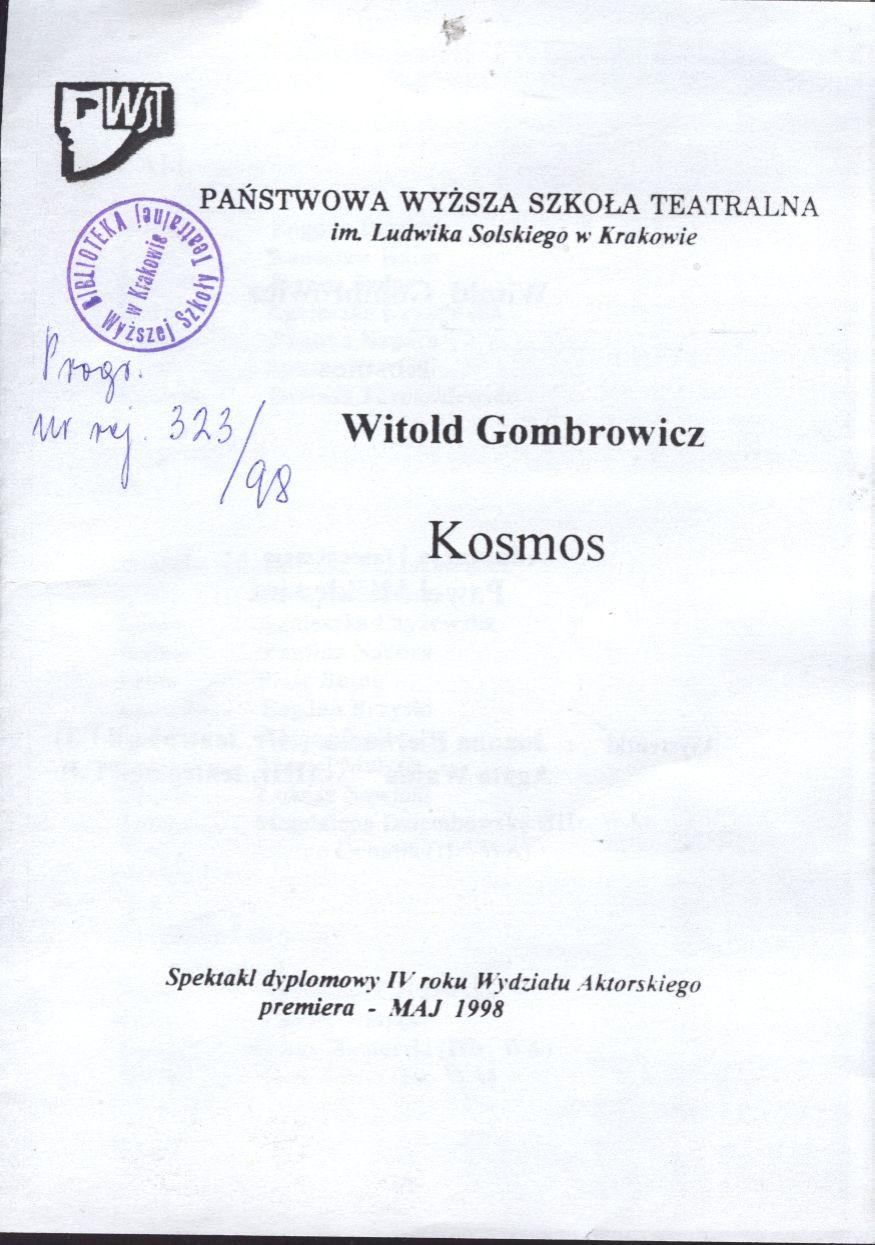 PWST
PAŃSTWOWA WYŻSZA SZKOŁA TEATRALNA
im. Ludwika Solskiego w Krakowie
BIBLIOTEKA Wyższej Szkoły Teatralnej
w Krakowie
Progr.
nr rej. 323/98
Witold Gombrowicz
Kosmos
Spektakl dyplomowy IV roku Wydziału Aktorskiego
premiera - MAJ 1998